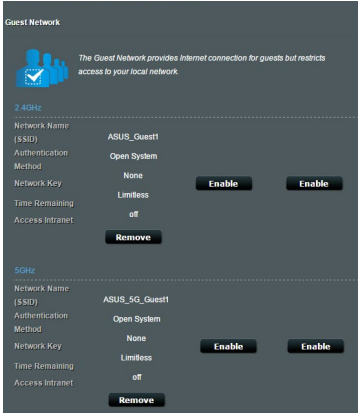 Guest Network
The Guest Network provides Internet connection for guests but restricts
access to your local network.
2.4GHz
Network Name
(SSID)
ASUS_Guest1
Authentication
Method
Open System
Network Key
None
Enable
Enable
Time Remaining
Limitless
Access Intranet
off
Remove
5GHz
Network Name
(SSID)
ASUS_5G_Guest1
Authentication
Method
Open System
Network Key
None
Enable
Enable
Time Remaining
Limitless
Access Intranet
off
Remove